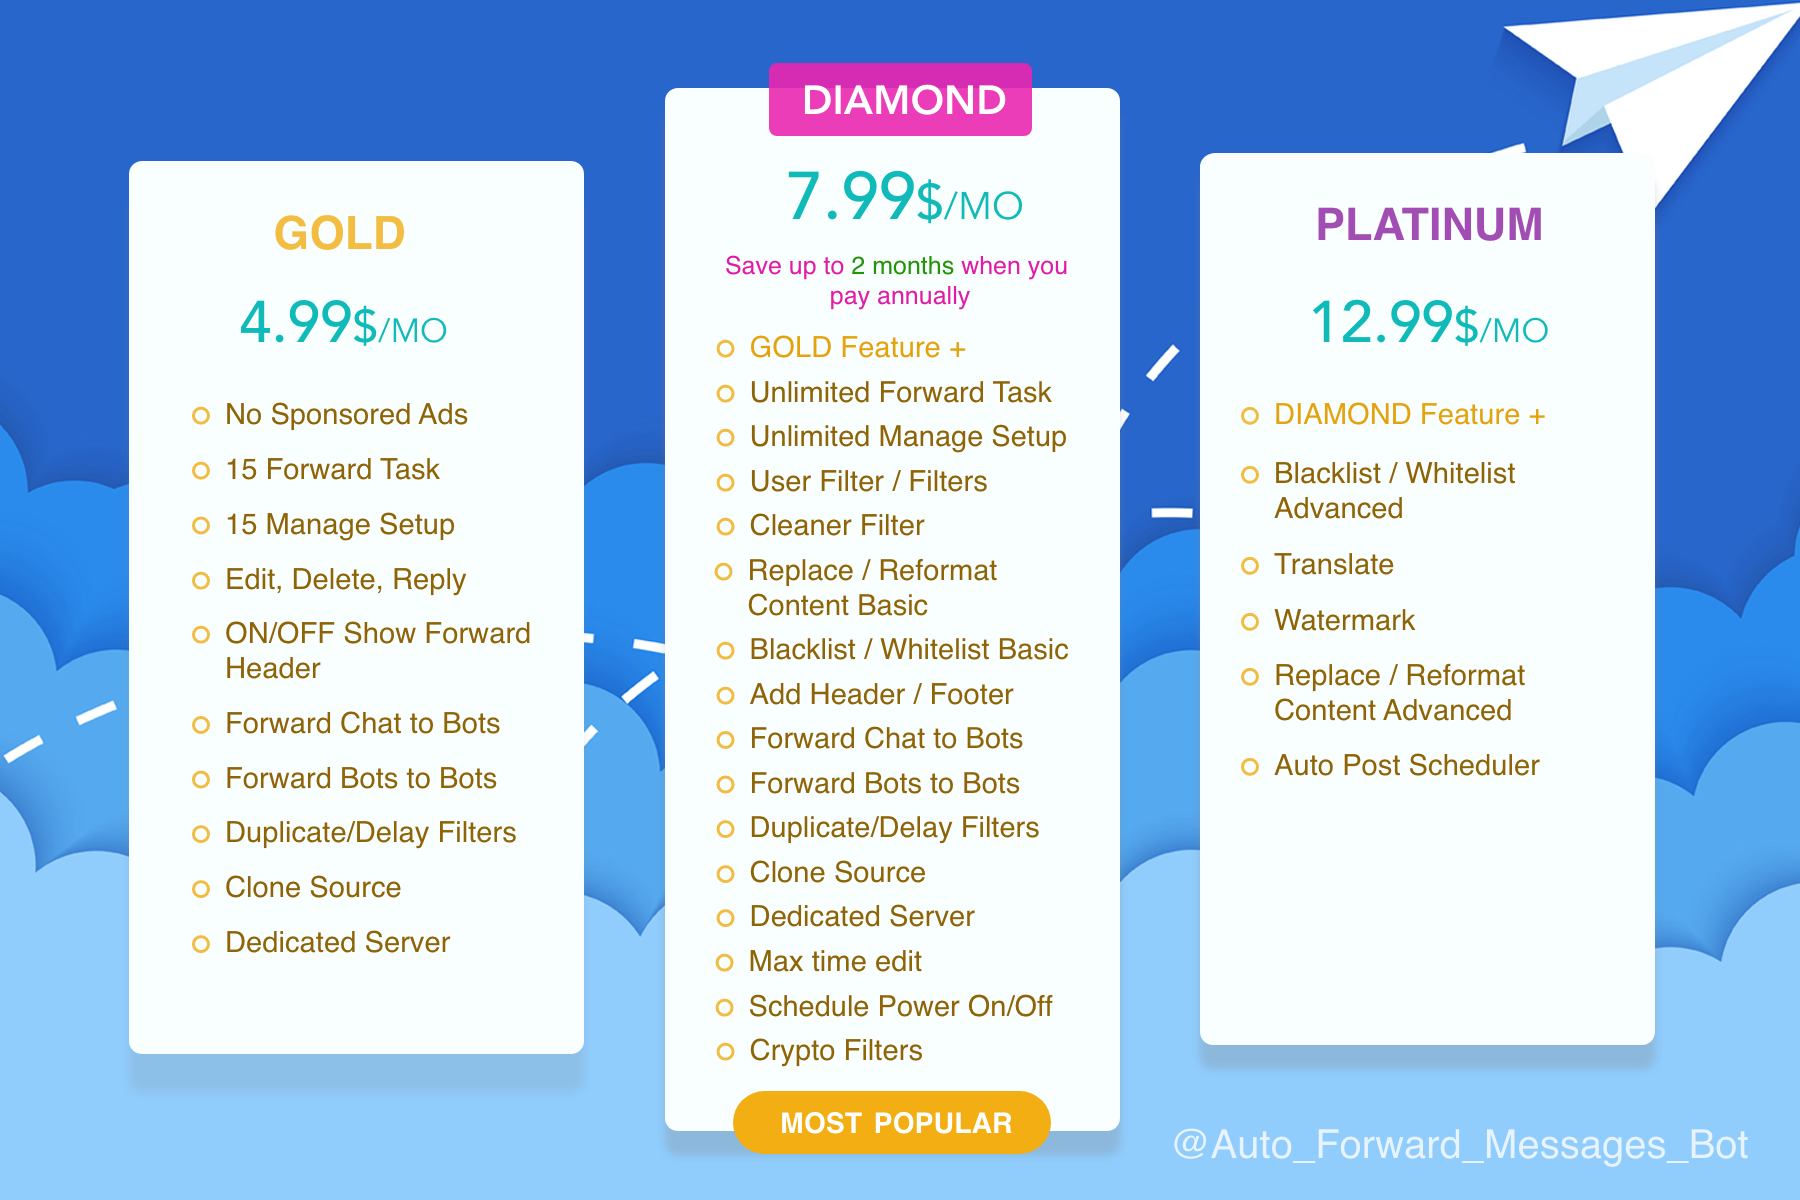 GOLD
4.99$/MO
No Sponsored Ads
15 Forward Task
15 Manage Setup
Edit, Delete, Reply
ON/OFF Show Forward
Header
Forward Chat to Bots
Forward Bots to Bots
Duplicate/Delay Filters
Clone Source
Dedicated Server
DIAMOND
7.99$/MO
Save up to 2 months when you
pay annually
GOLD Feature +
Unlimited Forward Task
Unlimited Manage Setup
User Filter / Filters
Cleaner Filter
Replace / Reformat
Content Basic
Blacklist / Whitelist Basic
Add Header / Footer
Forward Chat to Bots
Forward Bots to Bots
Duplicate/Delay Filters
Clone Source
Dedicated Server
Max time edit
Schedule Power On/Off
Crypto Filters
MOST POPULAR
PLATINUM
12.99$/MO
DIAMOND Feature +
Blacklist / Whitelist
Advanced
Translate
Watermark
Replace / Reformat
Content Advanced
Auto Post Scheduler
@Auto_Forward_Messages_Bot